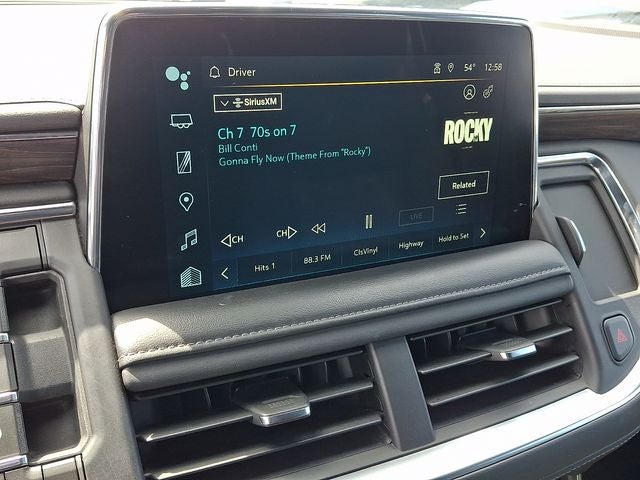 Driver 54° 12:58
SiriusXM
Ch 7 70s on 7
Bill Conti
Gonna Fly Now (Theme From "Rocky")
ROCKY
Related
CH CH LIVE
Hits 1 88.3 FM ClsVinyl Highway Hold to Set